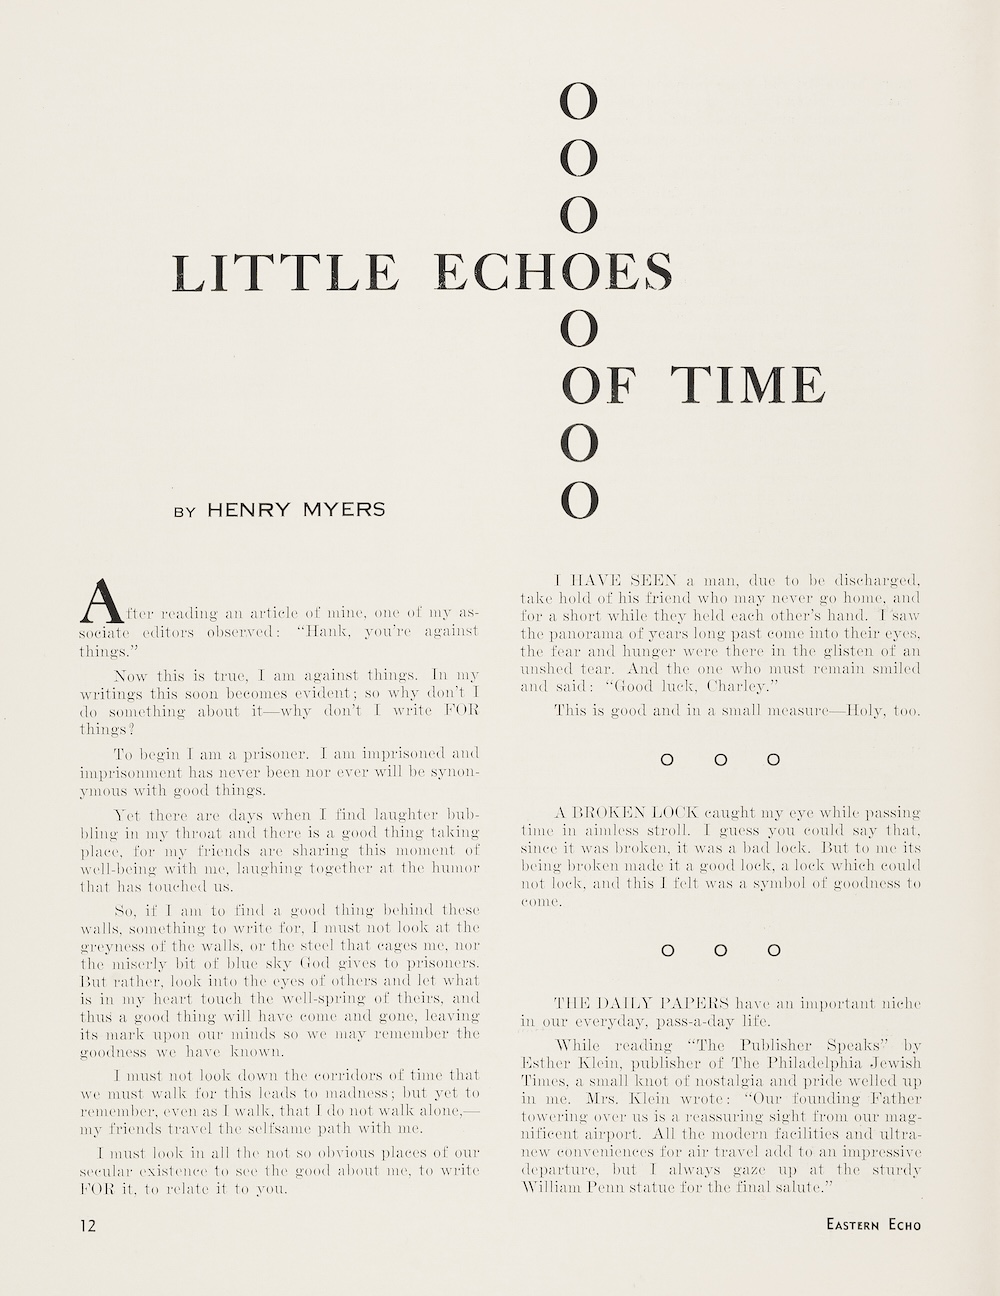 O
O
O
LITTLE ECHOES
O
OF TIME
O
O
BY HENRY MYERS
After reading an article of mine, one of my as-
sociate editors observed: "Hank, you're against
things."
Now this is true, I am against things. In my
writings this soon becomes evident; so why don't I
do something about it—why don't I write FOR
things?
To begin I am a prisoner. I am imprisoned and
imprisonment has never been nor ever will be synon-
ymous with good things.
Yet there are days when I find laughter bub-
bling in my throat and there is a good thing taking
place, for my friends are sharing this moment of
well-being with me, laughing together at the humor
that has touched us.
So, if I am to find a good thing behind these
walls, something to write for, I must not look at the
greyness of the walls, or the steel that cages me, nor
the miserly bit of blue sky God gives to prisoners.
But rather, look into the eyes of others and let what
is in my heart touch the well-spring of theirs, and
thus a good thing will have come and gone, leaving
its mark upon our minds so we may remember the
goodness we have known.
I must not look down the corridors of time that
we must walk for this leads to madness; but yet to
remember, even as I walk, that I do not walk alone,—
my friends travel the selfsame path with me.
I must look in all the not so obvious places of our
secular existence to see the good about me, to write
FOR it, to relate it to you.
I HAVE SEEN a man, due to be discharged,
take hold of his friend who may never go home, and
for a short while they held each other's hand. I saw
the panorama of years long past come into their eyes,
the fear and hunger were there in the glisten of an
unshed tear. And the one who must remain smiled
and said: "Good luck, Charley."
This is good and in a small measure—Holy, too.
O O O
A BROKEN LOCK caught my eye while passing
time in aimless stroll. I guess you could say that,
since it was broken, it was a bad lock. But to me its
being broken made it a good lock, a lock which could
not lock, and this I felt was a symbol of goodness to
come.
O O O
THE DAILY PAPERS have an important niche
in our everyday, pass-a-day life.
While reading "The Publisher Speaks" by
Esther Klein, publisher of The Philadelphia Jewish
Times, a small knot of nostalgia and pride welled up
in me. Mrs. Klein wrote: "Our founding Father
towering over us is a reassuring sight from our mag-
nificent airport. All the modern facilities and ultra-
new conveniences for air travel add to an impressive
departure, but I always gaze up at the sturdy
William Penn statue for the final salute."
12
EASTERN ECHO